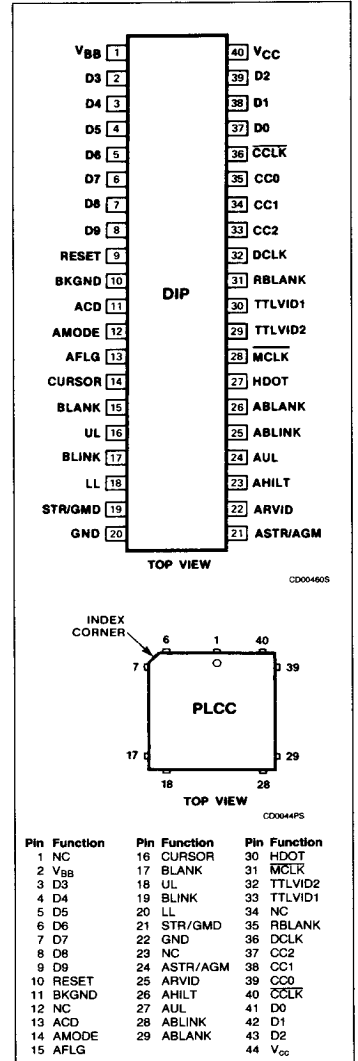 VBB 1 40 VCC
D3 2 39 D2
D4 3 38 D1
D5 4 37 D0
D6 5 36 CCLK
D7 6 35 CC0
D8 7 34 CC1
D9 8 33 CC2
RESET 9 32 DCLK
BKGND 10 31 RBLANK
DIP
ACD 11 30 TTLVID1
AMODE 12 29 TTLVID2
AFLG 13 28 MCLK
CURSOR 14 27 HDOT
BLANK 15 26 ABLANK
UL 16 25 ABLINK
BLINK 17 24 AUL
LL 18 23 AHILT
STR/GMD 19 22 ARVID
GND 20 21 ASTR/AGM
TOP VIEW
CD00460S
INDEX
CORNER
6 1 40
7 39
PLCC
17 29
18 28
TOP VIEW
CD0044PS
Pin Function Pin Function Pin Function
1 NC 16 CURSOR 30 HDOT
2 VBB 17 BLANK 31 MCLK
3 D3 18 UL 32 TTLVID2
4 D4 19 BLINK 33 TTLVID1
5 D5 20 LL 34 NC
6 D6 21 STR/GMD 35 RBLANK
7 D7 22 GND 36 DCLK
8 D8 23 NC 37 CC2
9 D9 24 ASTR/AGM 38 CC1
10 RESET 25 ARVID 39 CC0
11 BKGND 26 AHILT 40 CCLK
12 NC 27 AUL 41 D0
13 ACD 28 ABLINK 42 D1
14 AMODE 29 ABLANK 43 D2
15 AFLG 44 Vcc